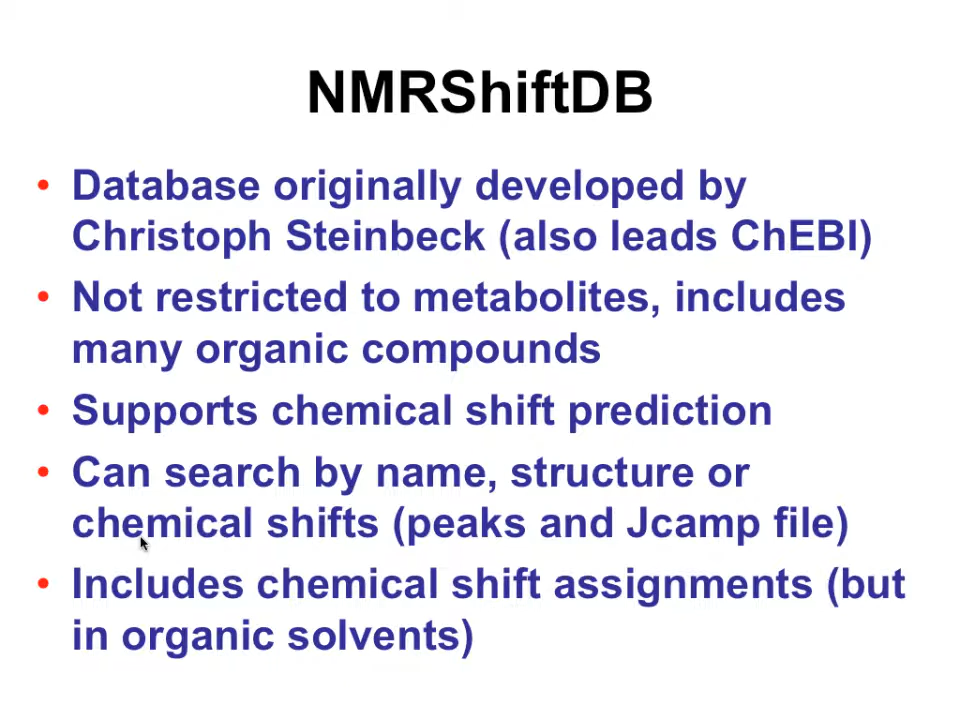 NMRShiftDB
• Database originally developed by
Christoph Steinbeck (also leads ChEBI)
• Not restricted to metabolites, includes
many organic compounds
• Supports chemical shift prediction
• Can search by name, structure or
chemical shifts (peaks and Jcamp file)
• Includes chemical shift assignments (but
in organic solvents)